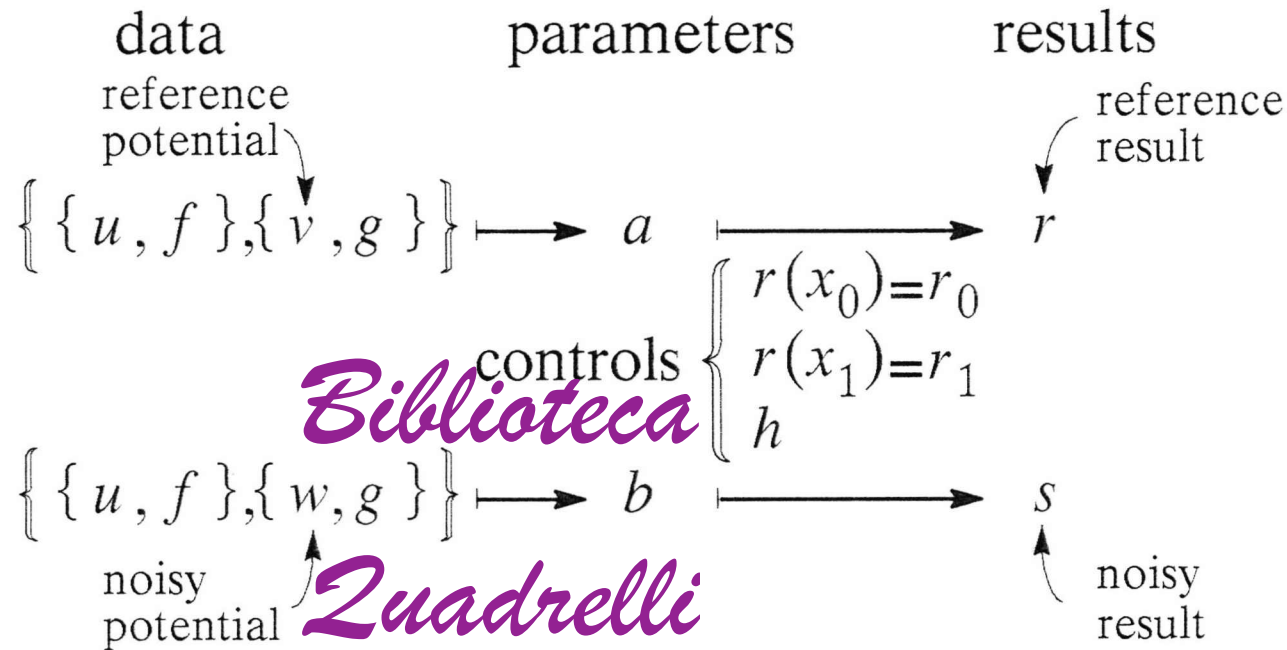 data parameters results
reference potential
reference result
{ { u , f },{ v , g } } ⟼ a ⟼ r
controls { r(x₀)=r₀
r(x₁)=r₁
h
Biblioteca
{ { u , f },{ w, g } } ⟼ b ⟼ s
noisy potential
Quadrelli
noisy result